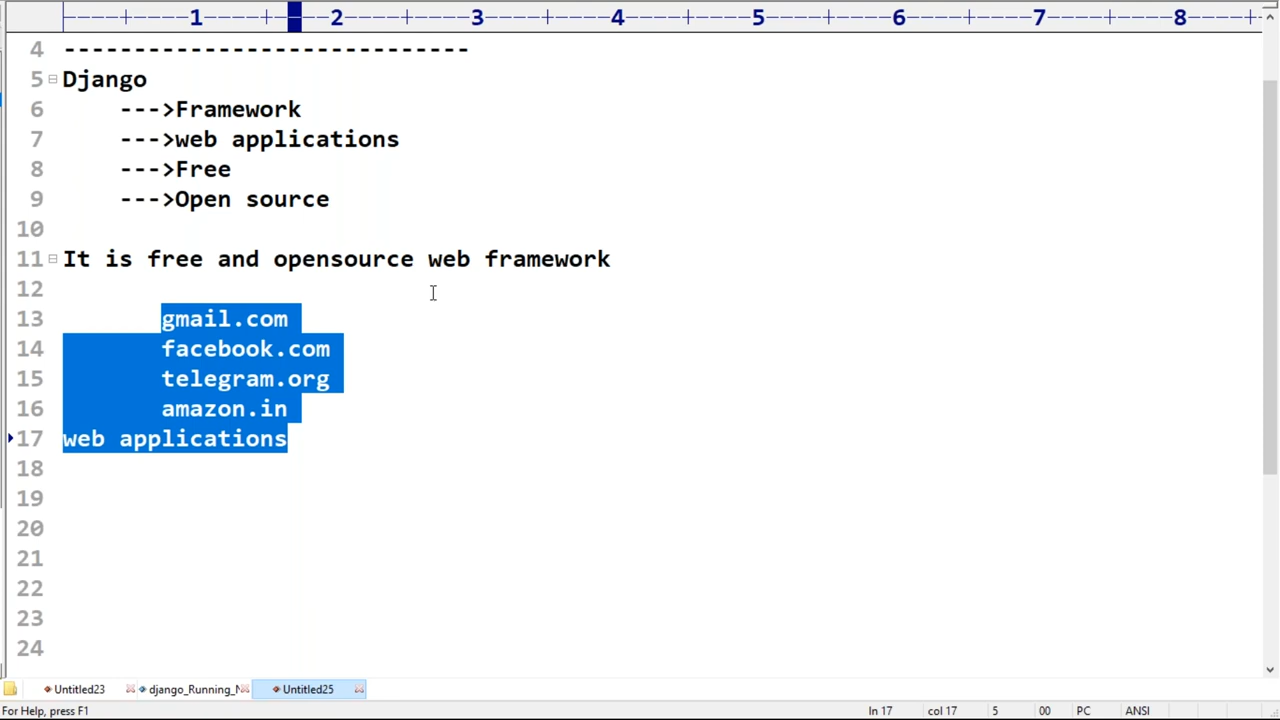 1 2 3 4 5 6 7 8
4 -----------------------------
5 Django
6 --->Framework
7 --->web applications
8 --->Free
9 --->Open source
10
11 It is free and opensource web framework
12
13 gmail.com
14 facebook.com
15 telegram.org
16 amazon.in
17 web applications
18
19
20
21
22
23
24
Untitled23 django_Running_N Untitled25
For Help, press F1 ln 17 col 17 5 00 PC ANSI